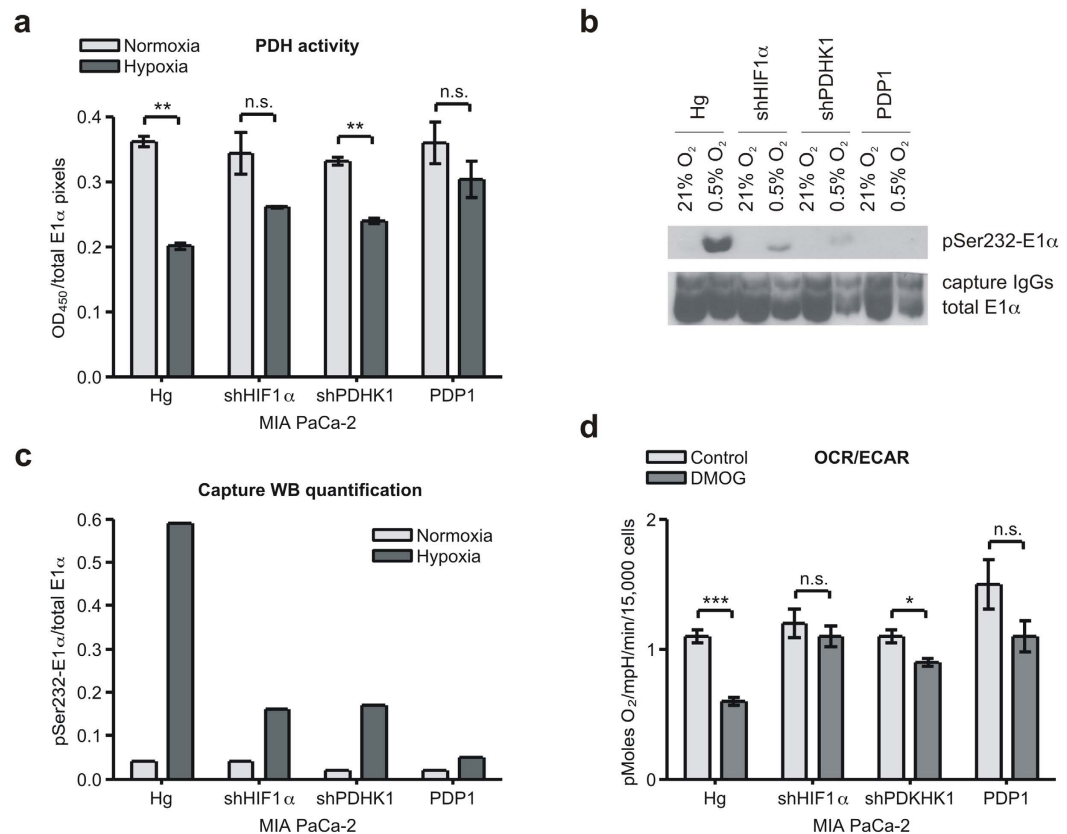 a
Normoxia
Hypoxia
PDH activity
**
n.s.
**
n.s.
OD450/total E1α pixels
0.4
0.3
0.2
0.1
0.0
Hg shHIF1α shPDHK1 PDP1
MIA PaCa-2
b
Hg shHIF1α shPDHK1 PDP1
21% O2 0.5% O2 21% O2 0.5% O2 21% O2 0.5% O2 21% O2 0.5% O2
pSer232-E1α
capture IgGs
total E1α
c
Capture WB quantification
Normoxia
Hypoxia
pSer232-E1α/total E1α
0.6
0.5
0.4
0.3
0.2
0.1
0.0
Hg shHIF1α shPDHK1 PDP1
MIA PaCa-2
d
Control
DMOG
OCR/ECAR
***
n.s.
*
n.s.
pMoles O2/mpH/min/15,000 cells
2
1
0
Hg shHIF1α shPDKHK1 PDP1
MIA PaCa-2